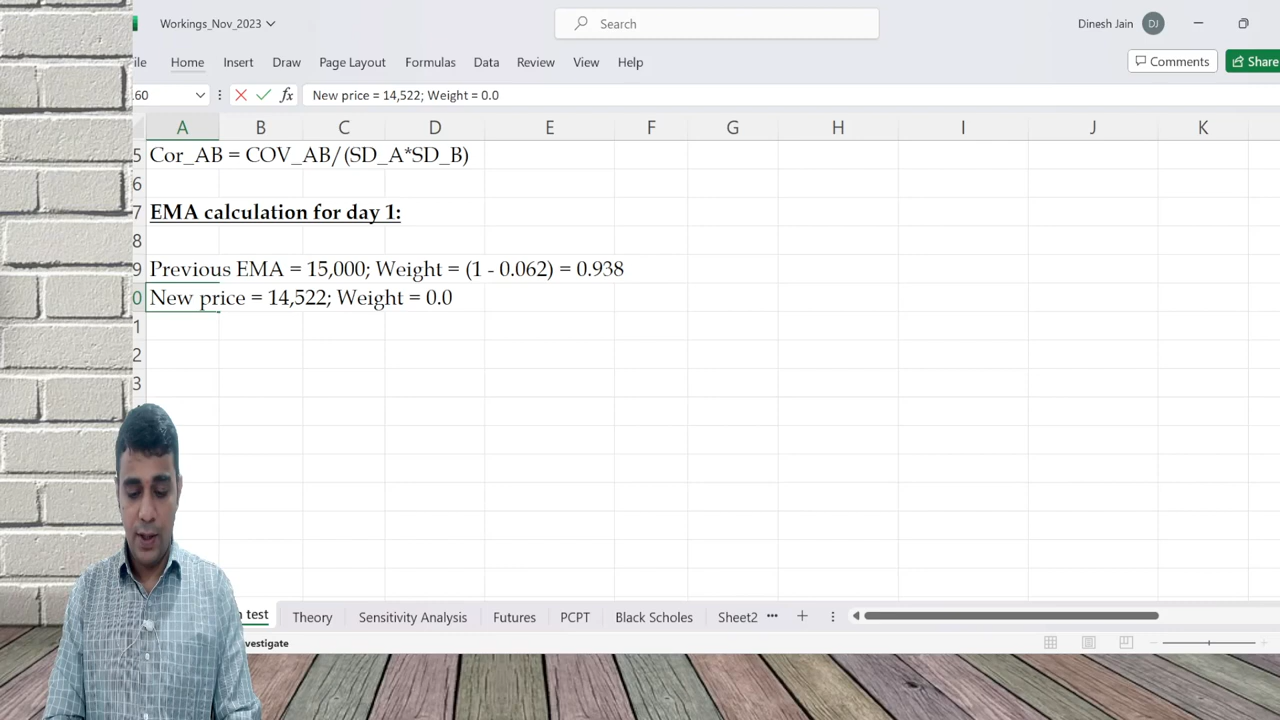 Workings_Nov_2023
Search
Dinesh Jain DJ
ile Home Insert Draw Page Layout Formulas Data Review View Help
Comments Share
60 fx New price = 14,522; Weight = 0.0
A B C D E F G H I J K
5 Cor_AB = COV_AB/(SD_A*SD_B)
6
7 EMA calculation for day 1:
8
9 Previous EMA = 15,000; Weight = (1 - 0.062) = 0.938
0 New price = 14,522; Weight = 0.0
1
2
3
test Theory Sensitivity Analysis Futures PCPT Black Scholes Sheet2
vestigate